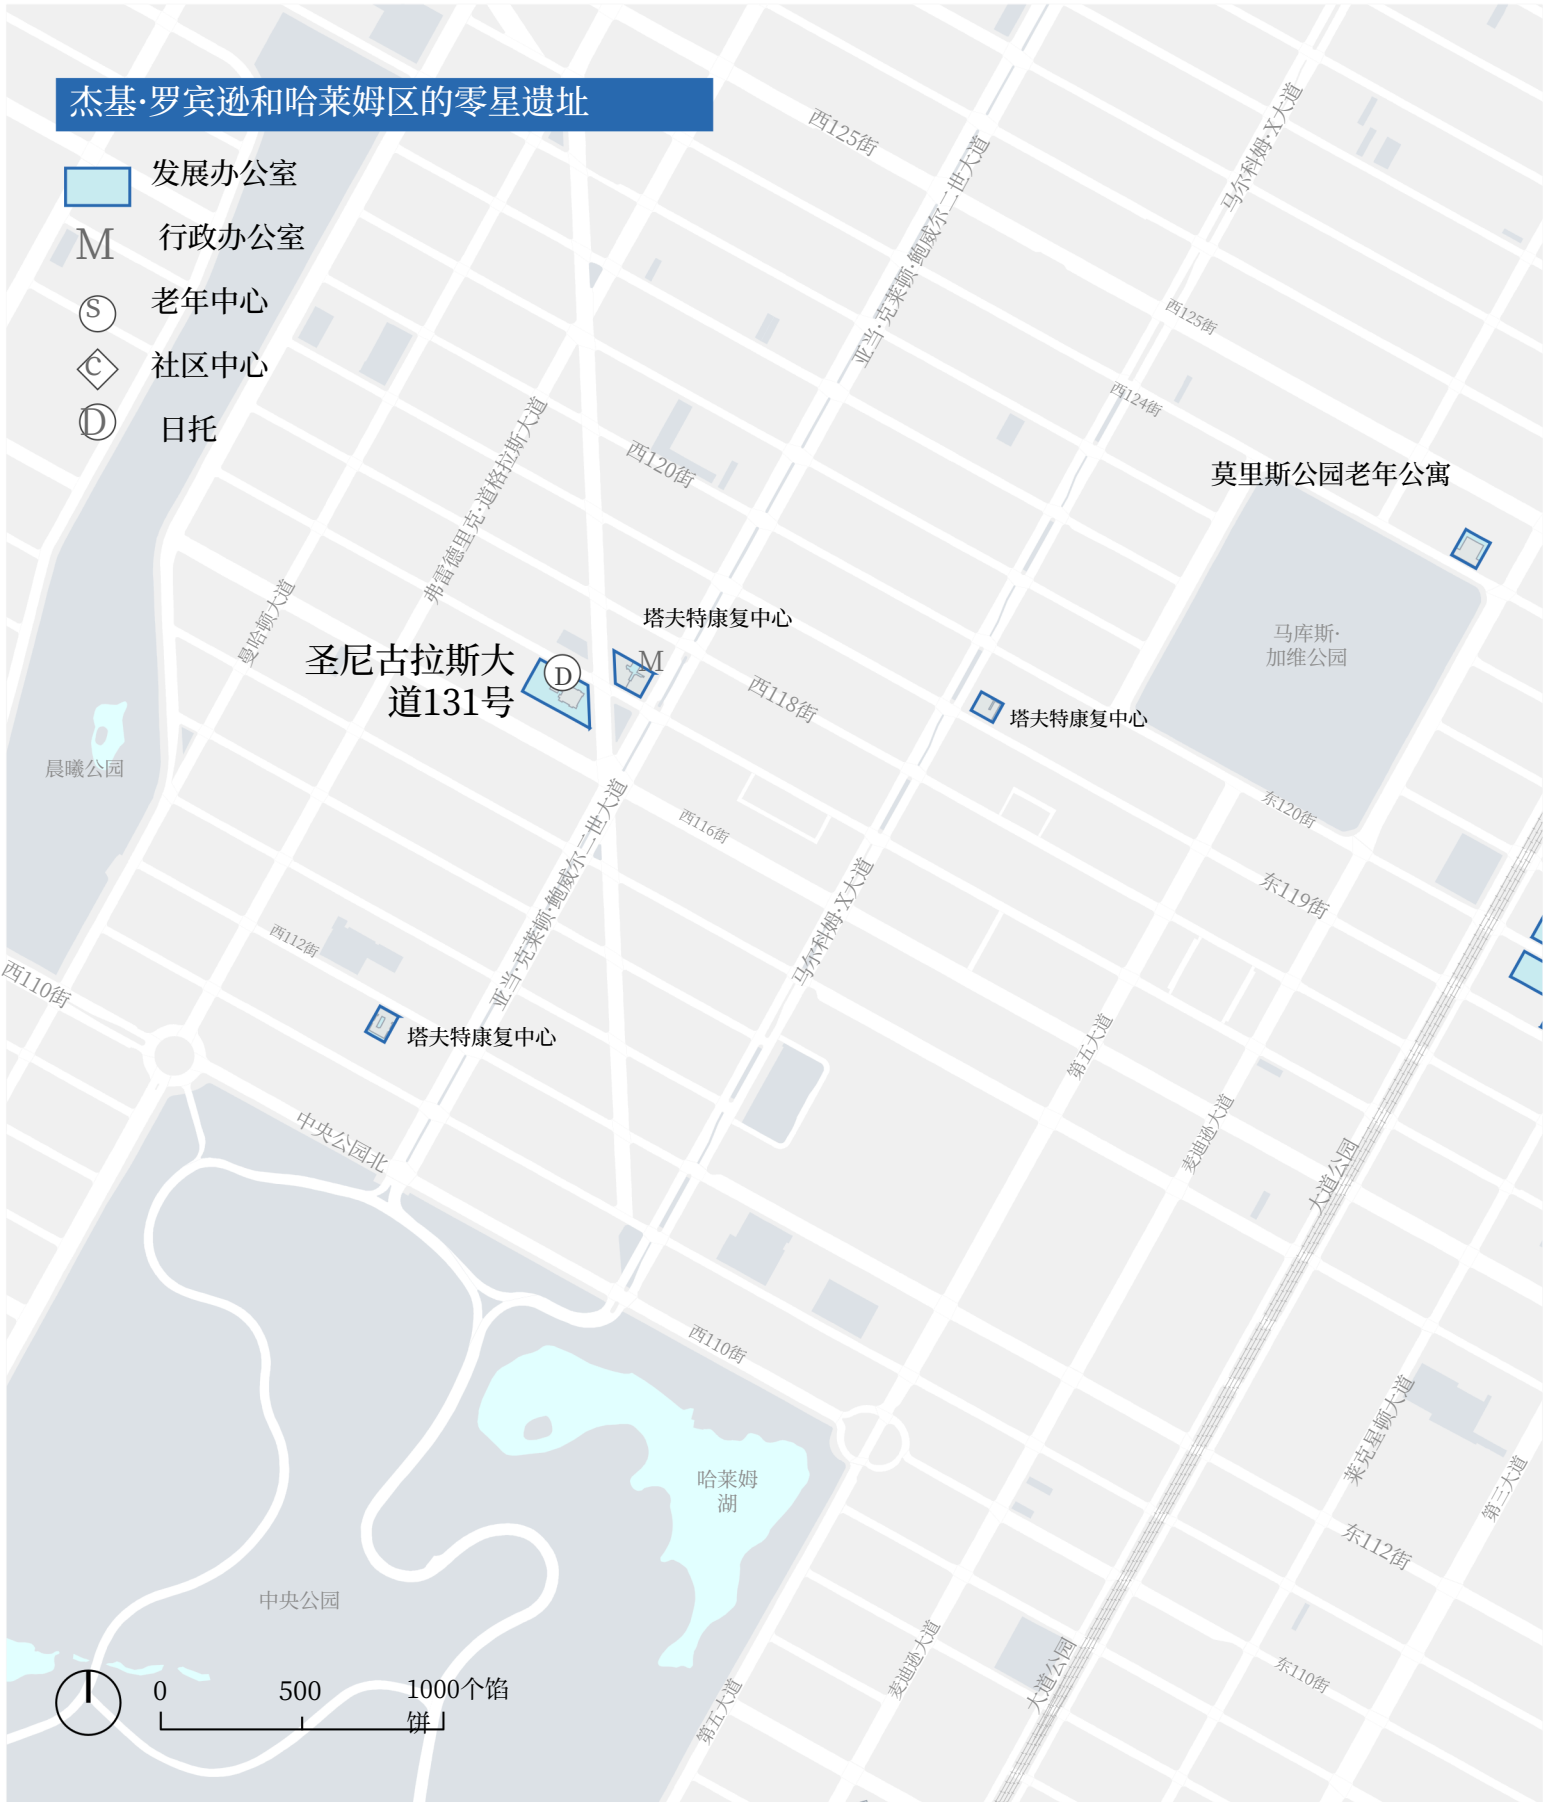 杰基·罗宾逊和哈莱姆区的零星遗址
发展办公室
M 行政办公室
S 老年中心
C 社区中心
D 日托
西125街
亚当·克莱顿·鲍威尔二世大道
马尔科姆·X大道
西125街
西124街
西120街
弗雷德里克·道格拉斯大道
莫里斯公园老年公寓
曼哈顿大道
塔夫特康复中心
M
圣尼古拉斯大
道131号
D
马库斯·
加维公园
西118街
塔夫特康复中心
晨曦公园
西116街
东120街
亚当·克莱顿·鲍威尔二世大道
马尔科姆·X大道
东119街
西112街
西110街
塔夫特康复中心
第五大道
中央公园北
麦迪逊大道
大道公园
西110街
莱克星顿大道
哈莱姆
湖
第三大道
东112街
中央公园
麦迪逊大道
大道公园
东110街
第五大道
0 500 1000个馅
饼